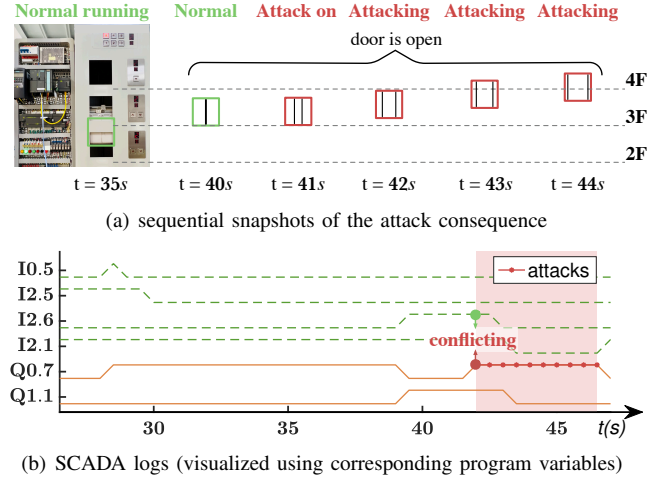 Normal running Normal Attack on Attacking Attacking Attacking
door is open
4F
3F
2F
t = 35s t = 40s t = 41s t = 42s t = 43s t = 44s
(a) sequential snapshots of the attack consequence
I0.5
attacks
I2.5
I2.6
conflicting
I2.1
Q0.7
Q1.1
30 35 40 45 t(s)
(b) SCADA logs (visualized using corresponding program variables)